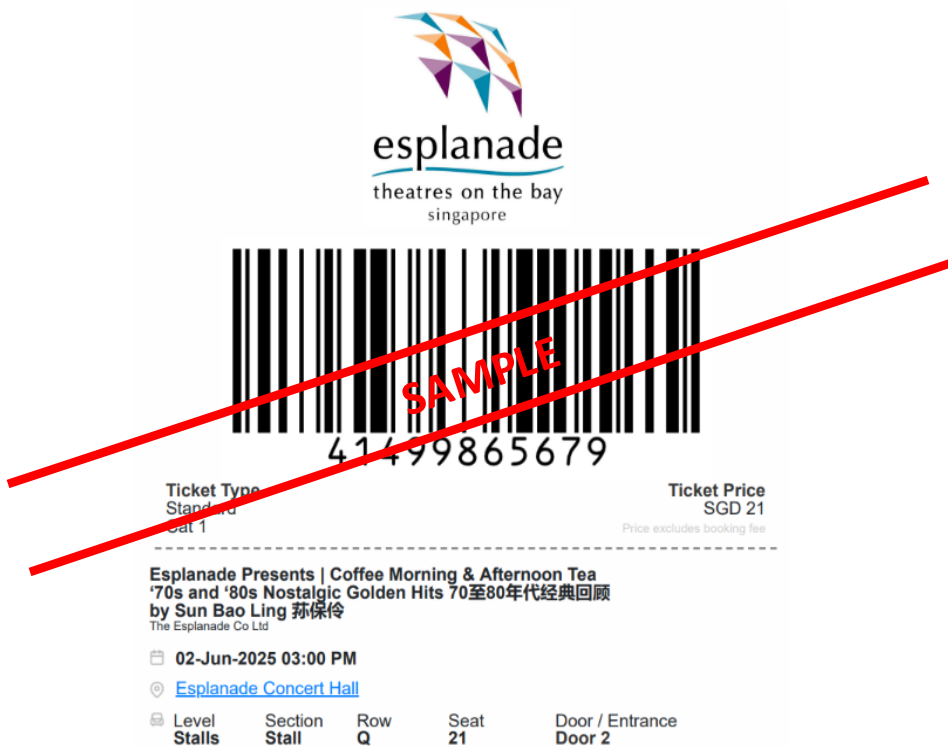 esplanade
theatres on the bay
singapore
SAMPLE
41499865679
Ticket Type Ticket Price
Standard SGD 21
Cat 1 Price excludes booking fee
Esplanade Presents | Coffee Morning & Afternoon Tea
‘70s and ‘80s Nostalgic Golden Hits 70至80年代经典回顾
by Sun Bao Ling 荪保伶
The Esplanade Co Ltd
02-Jun-2025 03:00 PM
Esplanade Concert Hall
Level Section Row Seat Door / Entrance
Stalls Stall Q 21 Door 2